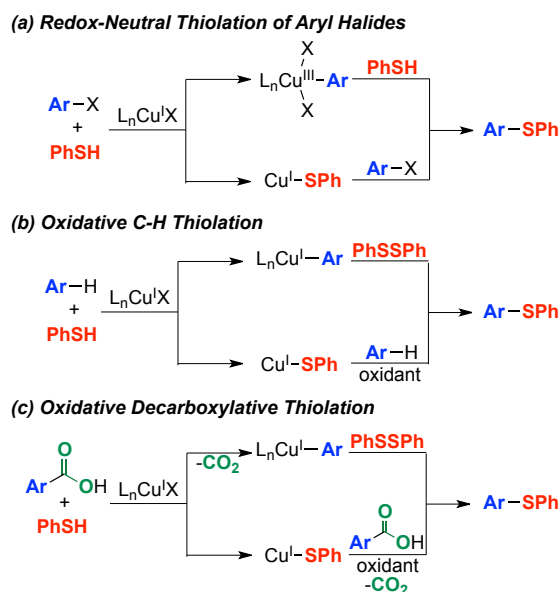 (a) Redox-Neutral Thiolation of Aryl Halides
X
LnCuIII–Ar PhSH
X
Ar–X
+
PhSH
LnCuIX
Ar–SPh
CuI–SPh Ar–X
(b) Oxidative C-H Thiolation
LnCuI–Ar PhSSPh
Ar–H
+
PhSH
LnCuIX
Ar–SPh
CuI–SPh Ar–H
oxidant
(c) Oxidative Decarboxylative Thiolation
O
Ar OH
+
PhSH
LnCuIX
-CO2
LnCuI–Ar PhSSPh
Ar–SPh
O
Ar OH
CuI–SPh
oxidant
-CO2